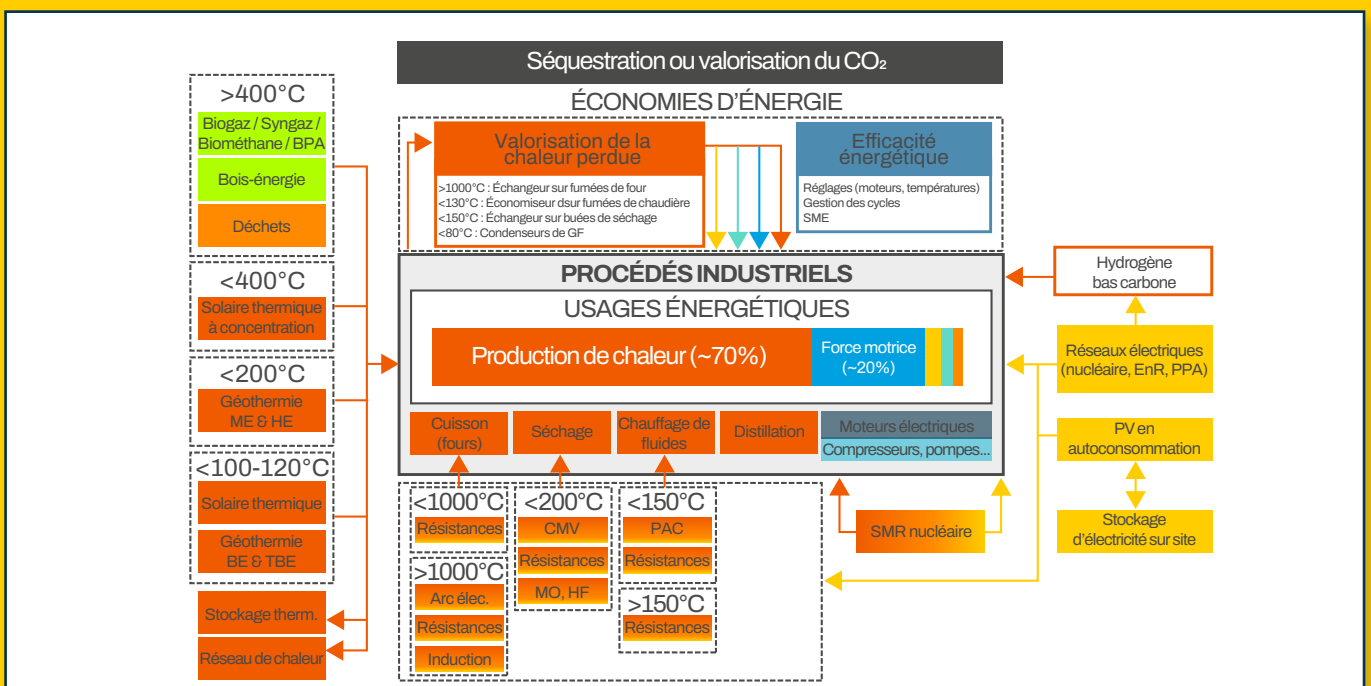 Séquestration ou valorisation du CO₂
ÉCONOMIES D'ÉNERGIE
>400°C
Biogaz / Syngaz /
Biométhane / BPA
Bois-énergie
Déchets
<400°C
Solaire thermique
à concentration
<200°C
Géothermie
ME & HE
<100-120°C
Solaire thermique
Géothermie
BE & TBE
Stockage therm.
Réseau de chaleur
Valorisation de la
chaleur perdue
>1000°C : Échangeur sur fumées de four
<130°C : Économiseur dsur fumées de chaudière
<150°C : Échangeur sur buées de séchage
<80°C : Condenseurs de GF
Efficacité
énergétique
Réglages (moteurs, températures)
Gestion des cycles
SME
PROCÉDÉS INDUSTRIELS
USAGES ÉNERGÉTIQUES
Production de chaleur (~70%)
Force motrice
(~20%)
Cuisson
(fours)
Séchage
Chauffage de
fluides
Distillation
Moteurs électriques
Compresseurs, pompes...
<1000°C
Résistances
>1000°C
Arc élec.
Résistances
Induction
<200°C
CMV
Résistances
MO, HF
<150°C
PAC
Résistances
>150°C
Résistances
SMR nucléaire
Hydrogène
bas carbone
Réseaux électriques
(nucléaire, EnR, PPA)
PV en
autoconsommation
Stockage
d'électricité sur site